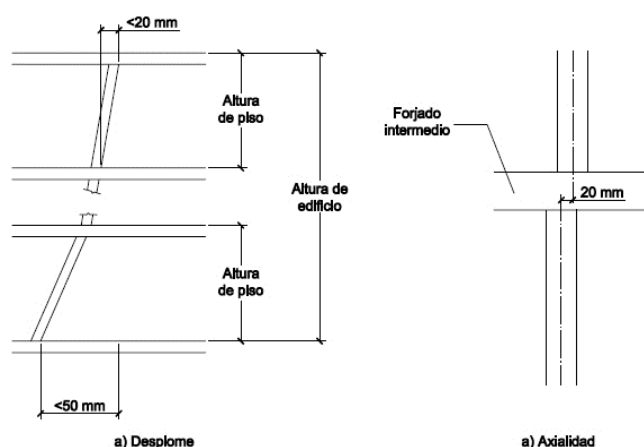 <20 mm
Altura
de piso
Altura de
edificio
Altura
de piso
<50 mm
a) Desplome
Forjado
intermedio
20 mm
a) Axialidad